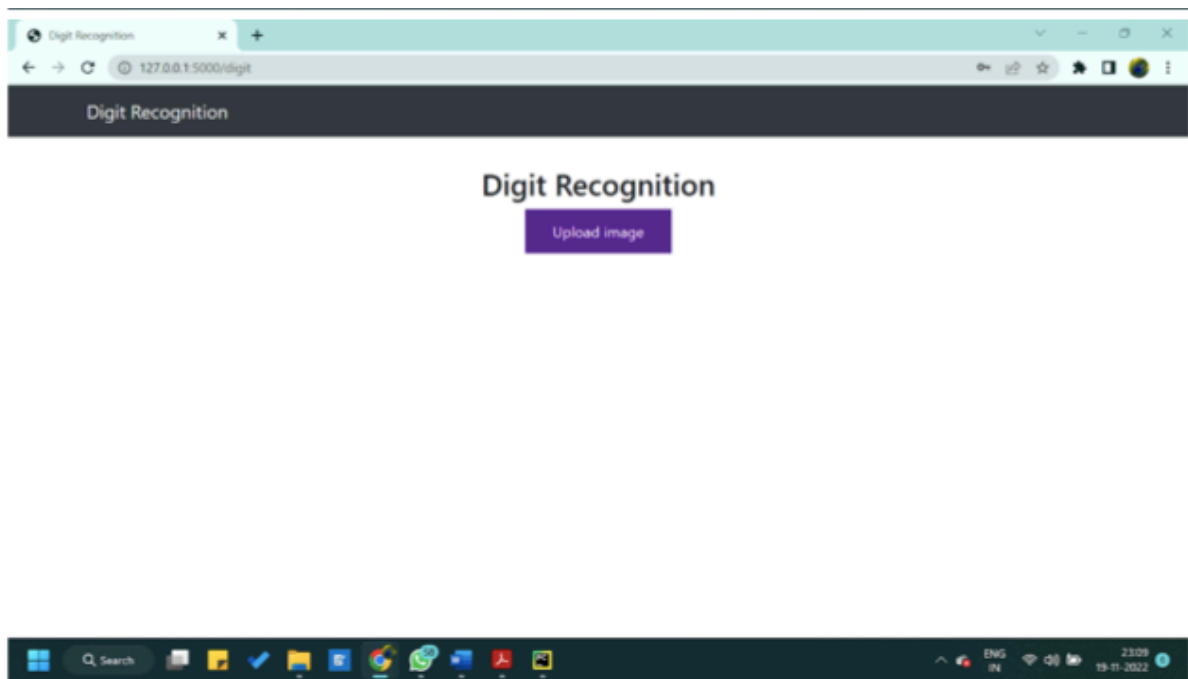 Digit Recognition
127.0.0.1:5000/digit
Digit Recognition
Digit Recognition
Upload image
Search
ENG
IN
23:09
19-11-2022